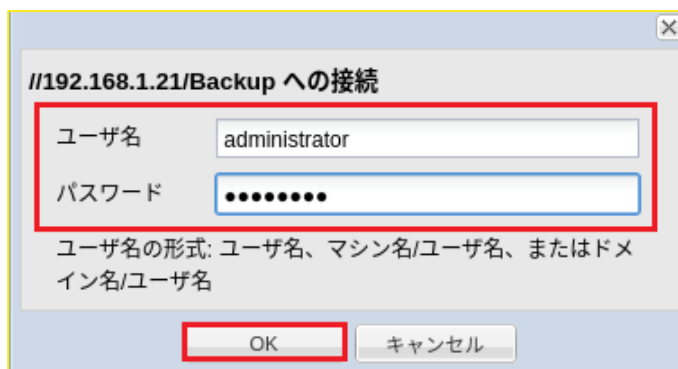 //192.168.1.21/Backup への接続
ユーザ名 administrator
パスワード ●●●●●●●●
ユーザ名の形式: ユーザ名、マシン名/ユーザ名、またはドメ
イン名/ユーザ名
OK キャンセル